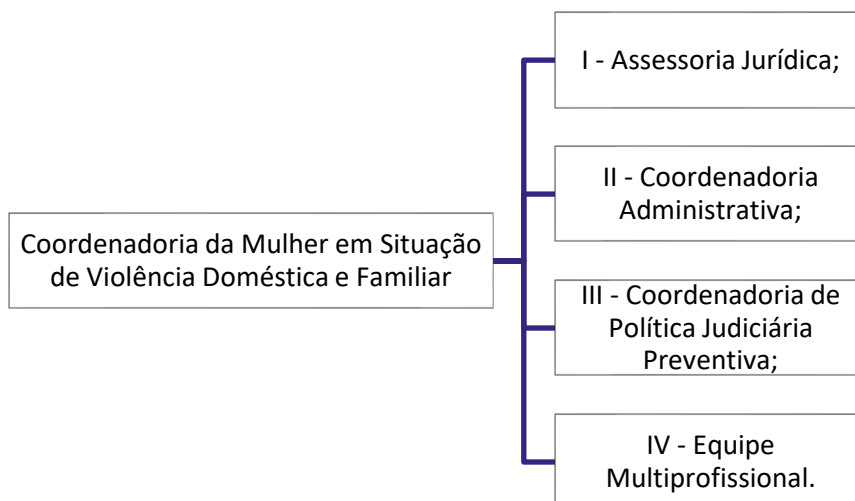 Coordenadoria da Mulher em Situação
de Violência Doméstica e Familiar
I - Assessoria Jurídica;
II - Coordenadoria
Administrativa;
III - Coordenadoria de
Política Judiciária
Preventiva;
IV - Equipe
Multiprofissional.